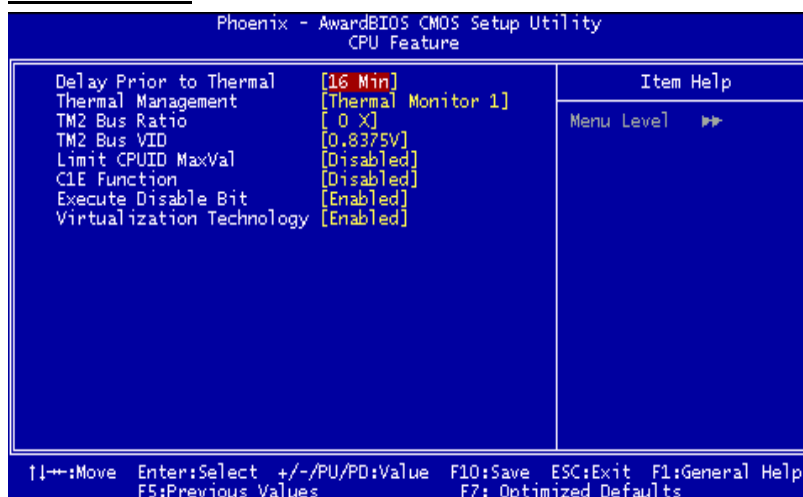 Phoenix - AwardBIOS CMOS Setup Utility
CPU Feature
Delay Prior to Thermal [16 Min]
Thermal Management [Thermal Monitor 1]
TM2 Bus Ratio [ 0 X]
TM2 Bus VID [0.8375V]
Limit CPUID MaxVal [Disabled]
C1E Function [Disabled]
Execute Disable Bit [Enabled]
Virtualization Technology [Enabled]
Item Help
Menu Level ▶▶
↑↓→←:Move Enter:Select +/-/PU/PD:Value F10:Save ESC:Exit F1:General Help
F5:Previous Values F7: Optimized Defaults